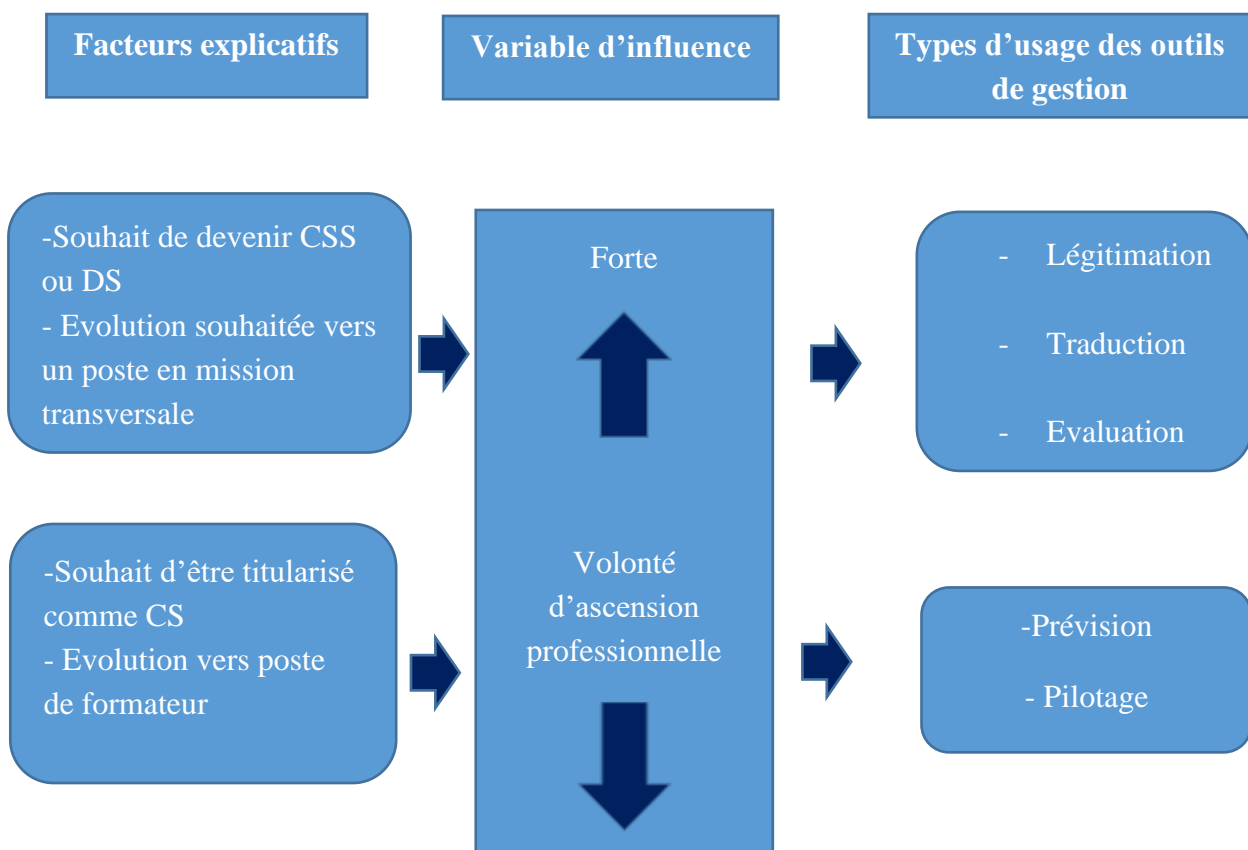 Facteurs explicatifs
Variable d'influence
Types d'usage des outils
de gestion
-Souhait de devenir CSS
ou DS
- Evolution souhaitée vers
un poste en mission
transversale
Forte
- Légitimation
- Traduction
- Evaluation
-Souhait d'être titularisé
comme CS
- Evolution vers poste
de formateur
Volonté
d'ascension
professionnelle
-Prévision
- Pilotage